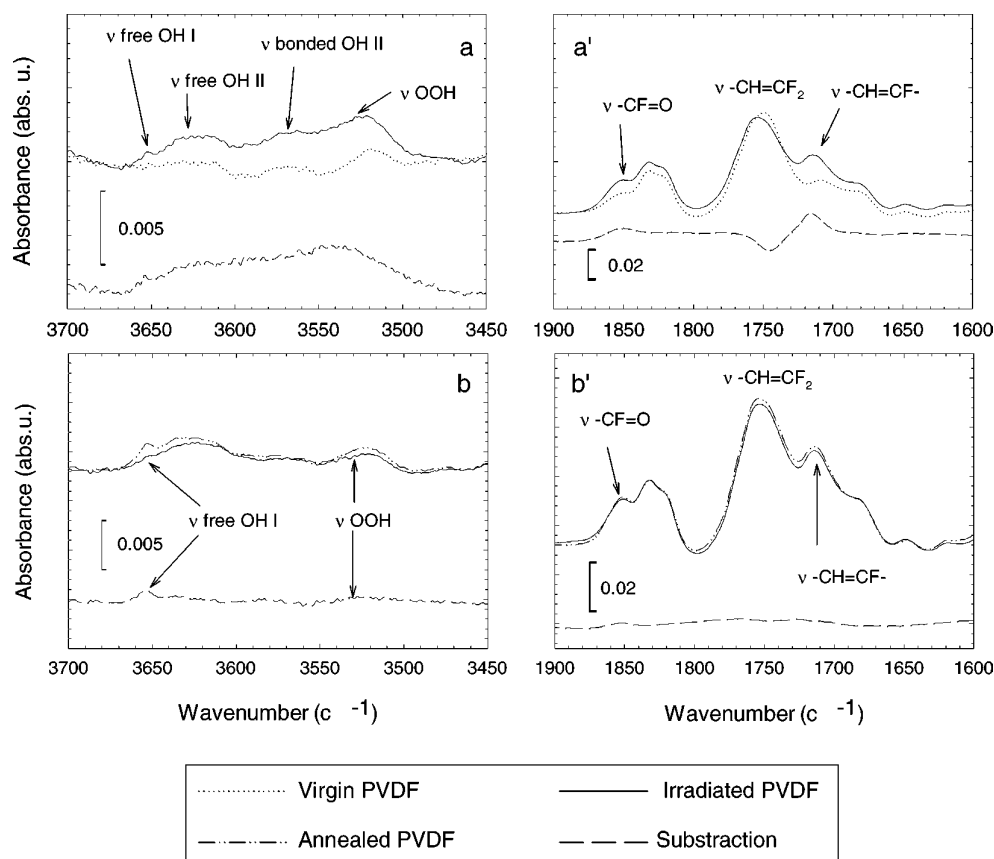 a
ν free OH I
ν bonded OH II
ν free OH II
ν OOH
0.005
Absorbance (abs. u.)
3700 3650 3600 3550 3500 3450
a'
ν -CH=CF2
ν -CF=O
ν -CH=CF-
0.02
1900 1850 1800 1750 1700 1600
b
ν free OH I
ν OOH
0.005
Absorbance (abs.u.)
3700 3650 3600 3550 3500 3450
Wavenumber (c -1)
b'
ν -CH=CF2
ν -CF=O
ν -CH=CF-
0.02
1900 1850 1800 1750 1700 1600
Wavenumber (c -1)
Virgin PVDF
Irradiated PVDF
Annealed PVDF
Substraction